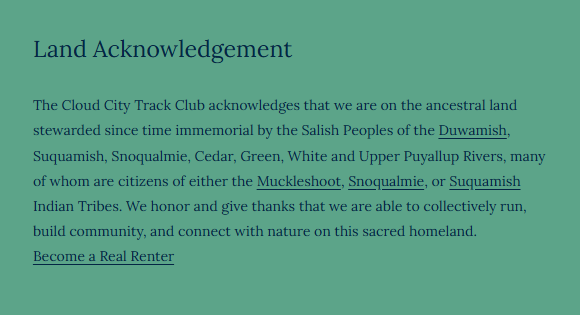 Land Acknowledgement
The Cloud City Track Club acknowledges that we are on the ancestral land
stewarded since time immemorial by the Salish Peoples of the Duwamish,
Suquamish, Snoqualmie, Cedar, Green, White and Upper Puyallup Rivers, many
of whom are citizens of either the Muckleshoot, Snoqualmie, or Suquamish
Indian Tribes. We honor and give thanks that we are able to collectively run,
build community, and connect with nature on this sacred homeland.
Become a Real Renter